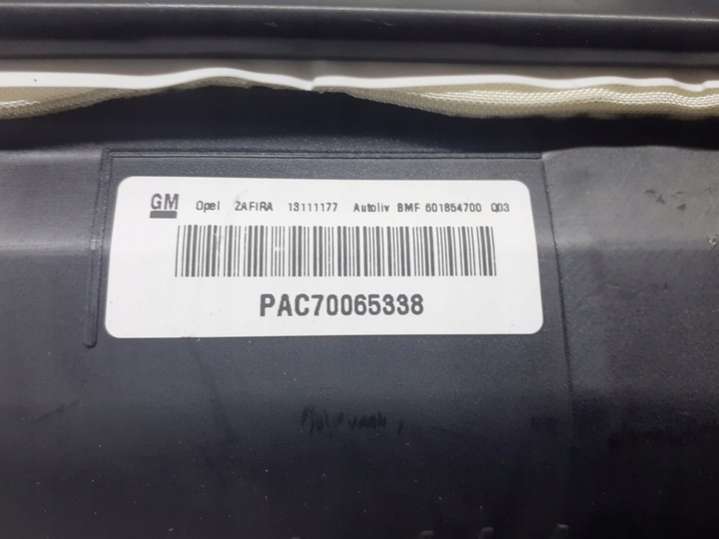 GM Opel ZAFIRA 13111177 Autoliv BMF 601854700 Q03
PAC70065338